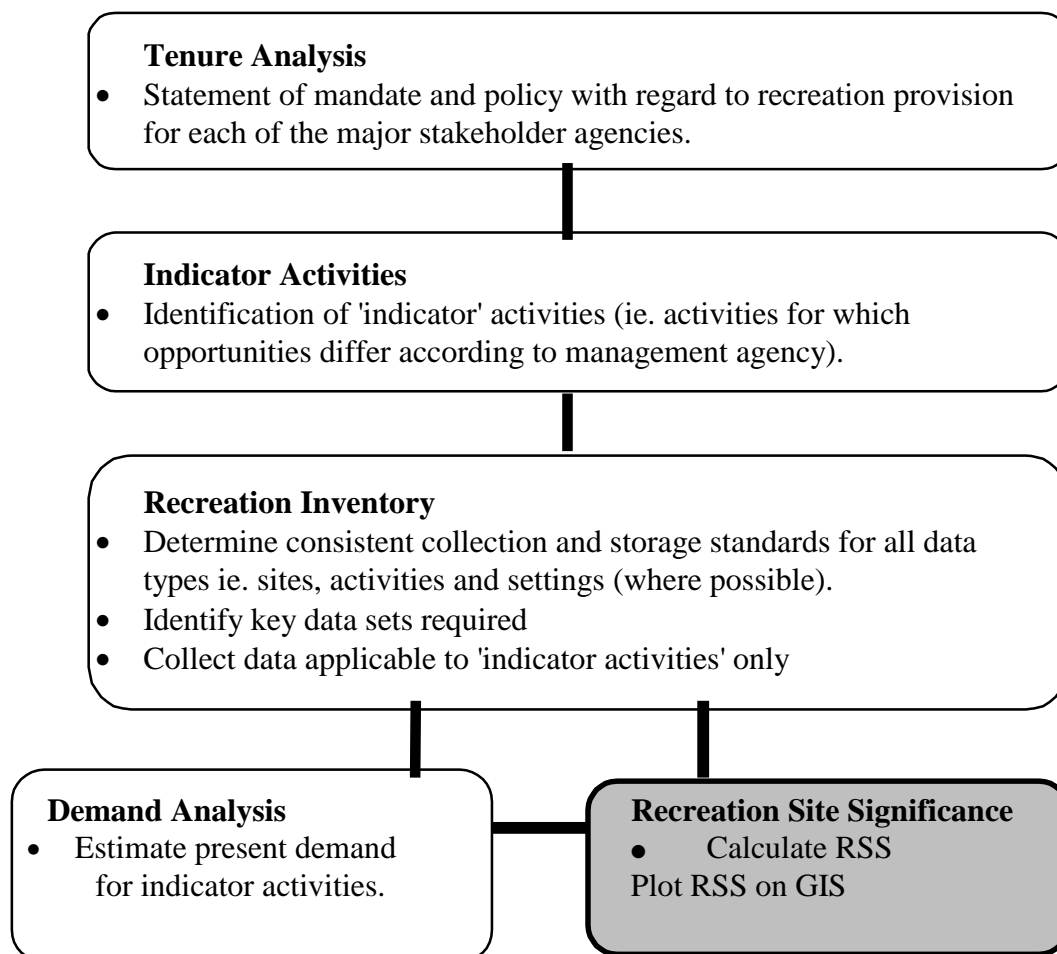 Tenure Analysis
• Statement of mandate and policy with regard to recreation provision
for each of the major stakeholder agencies.
Indicator Activities
• Identification of 'indicator' activities (ie. activities for which
opportunities differ according to management agency).
Recreation Inventory
• Determine consistent collection and storage standards for all data
types ie. sites, activities and settings (where possible).
• Identify key data sets required
• Collect data applicable to 'indicator activities' only
Demand Analysis
• Estimate present demand
for indicator activities.
Recreation Site Significance
• Calculate RSS
Plot RSS on GIS